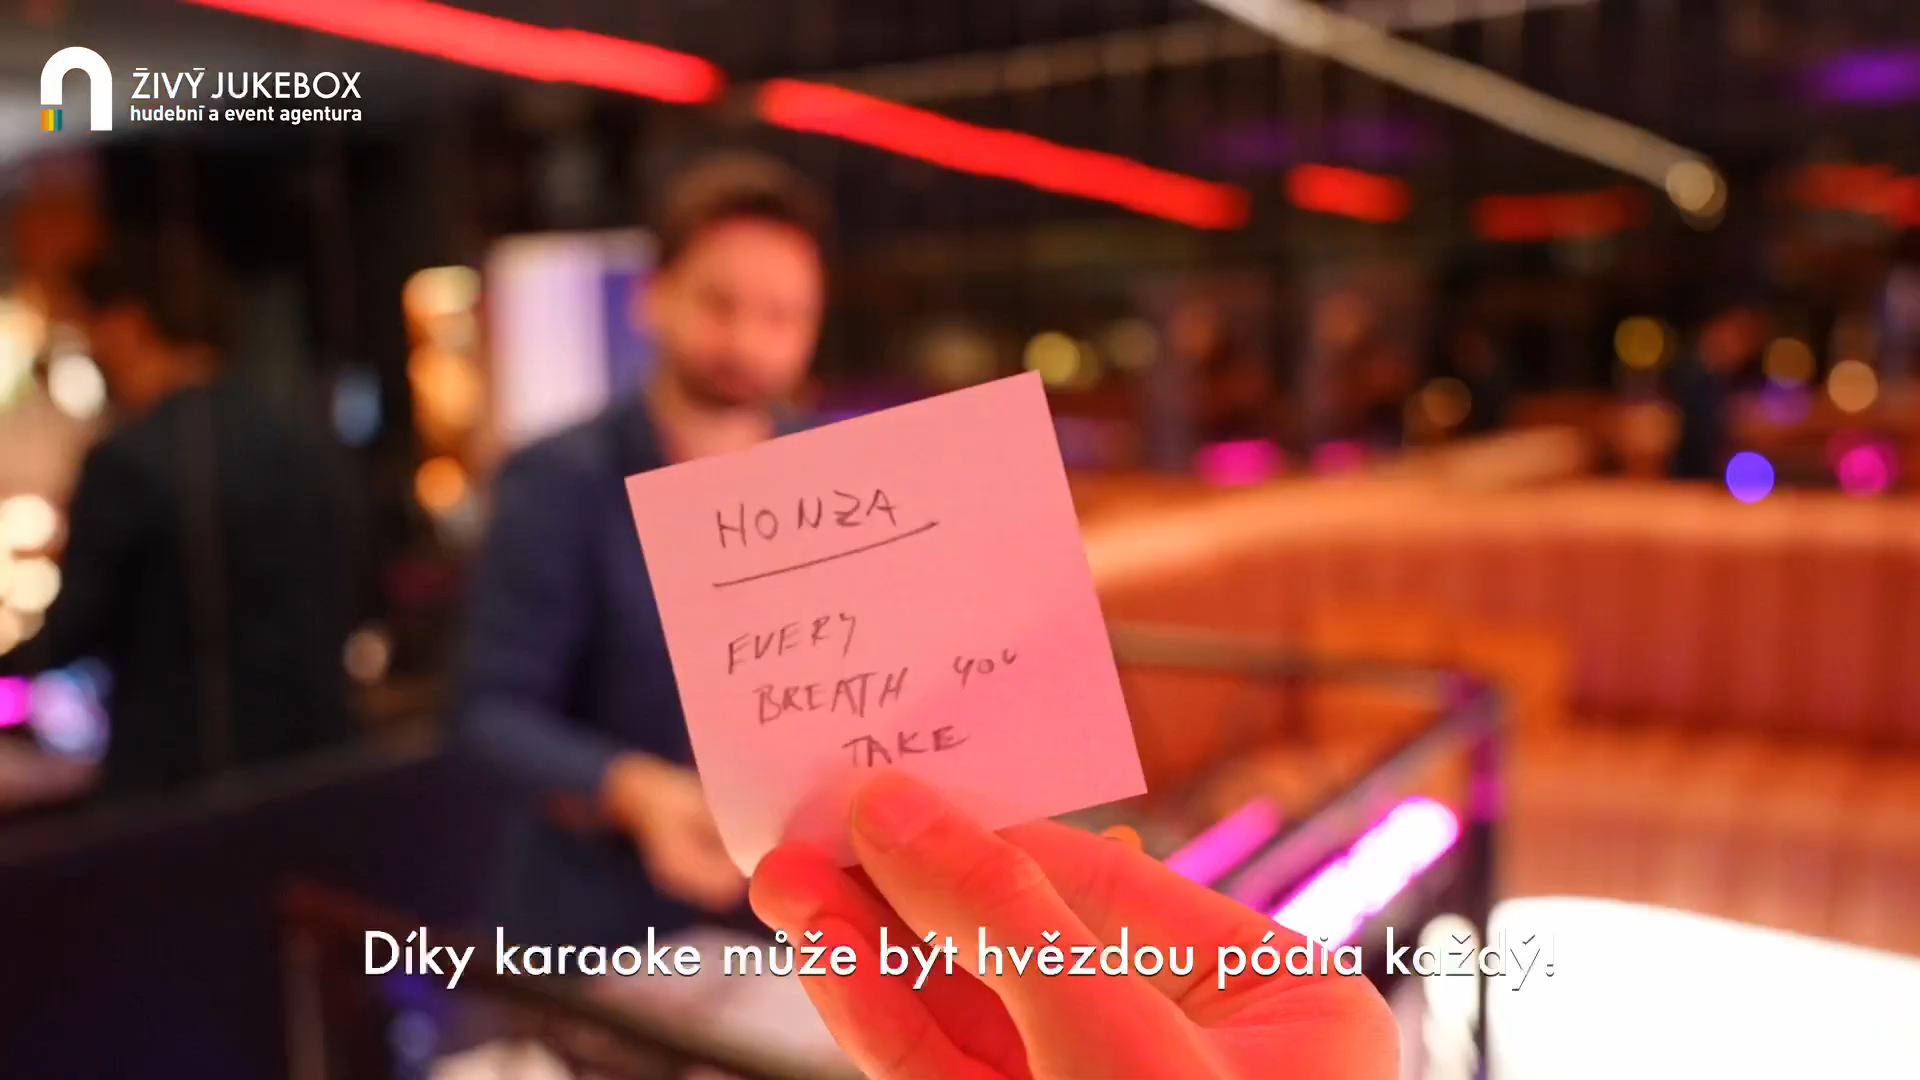 ŽIVÝ JUKEBOX
hudební a event agentura
HONZA
EVERY
BREATH YOU
TAKE
Díky karaoke může být hvězdou pódia každý!